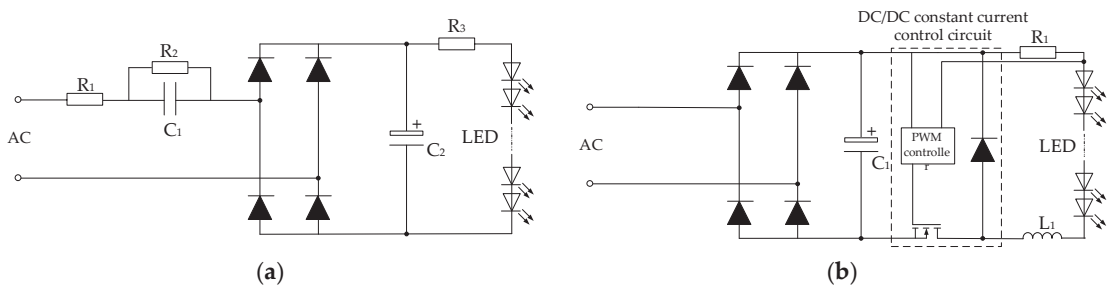 R1
R2
C1
AC
+
C2
R3
LED
(a)
DC/DC constant current
control circuit
AC
+
C1
PWM
controlle
r
R1
LED
L1
(b)